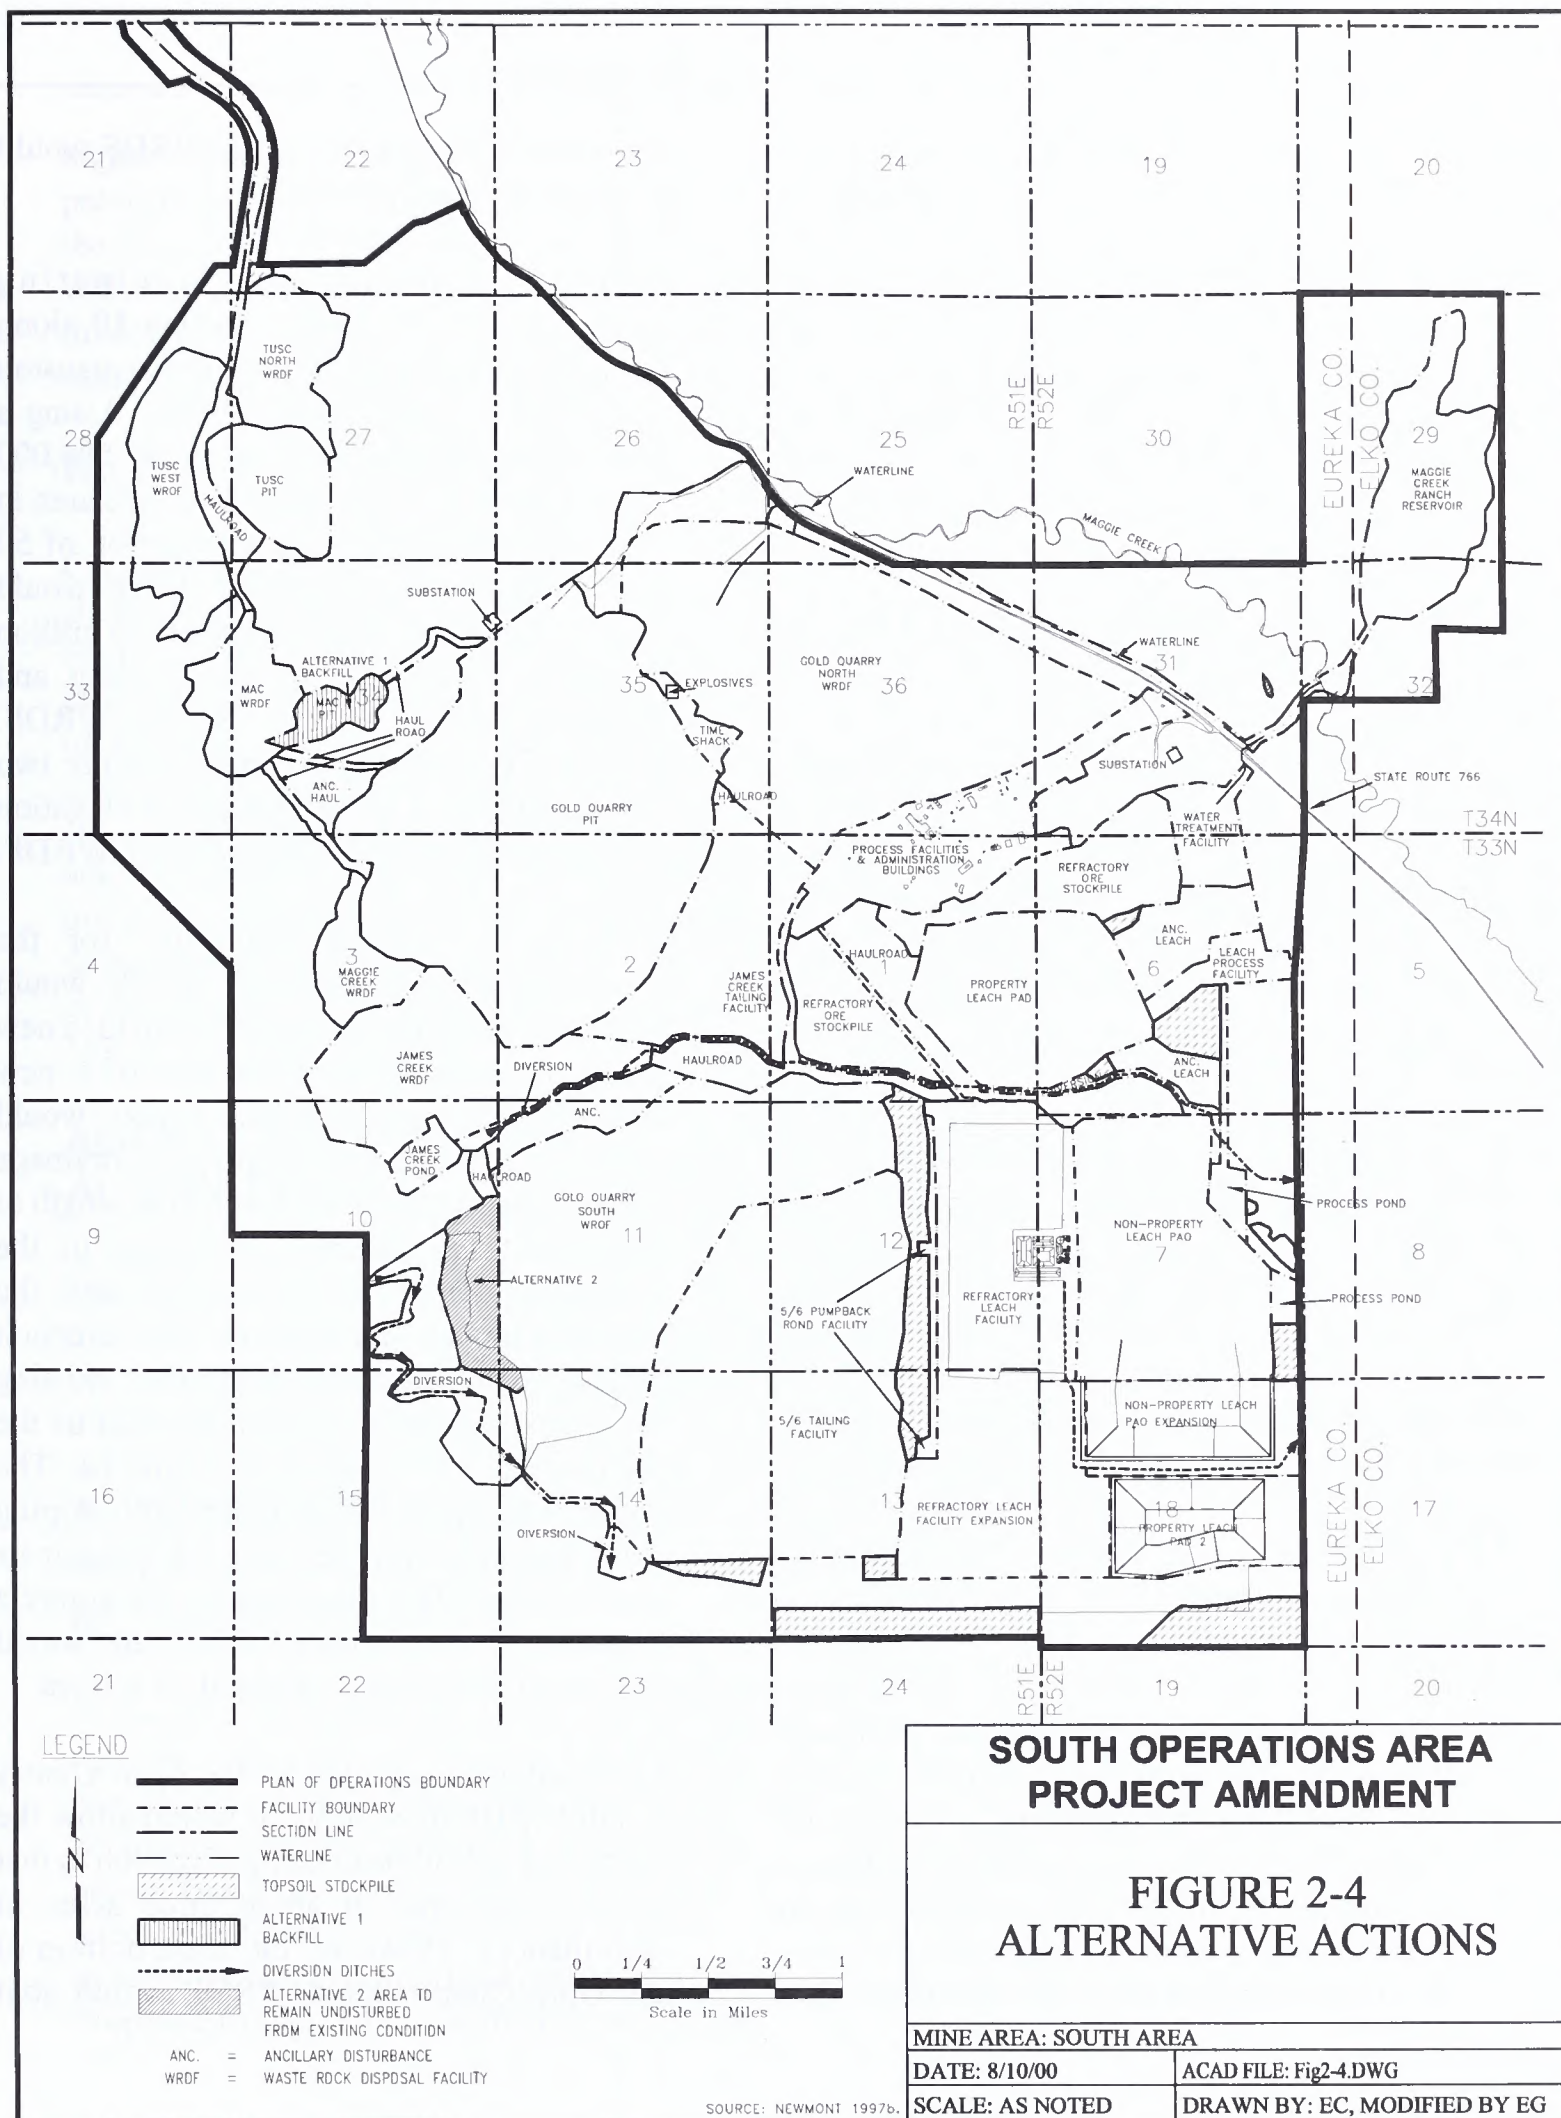 21
22
23
24
19
20
TUSC
NORTH
WRDF
28
27
26
25
R51E
R52E
30
EUREKA CO.
ELKO CO.
29
TUSC
WEST
WROF
TUSC
PIT
HAULROAD
WATERLINE
MAGGIE
CREEK
RANCH
RESERVOIR
MAGGIE CREEK
SUBSTATION
WATERLINE
33
MAC
WRDF
ALTERNATIVE 1
BACKFILL
MAC
PIT
34
HAUL
ROAD
35
EXPLOSIVES
GOLD QUARRY
NORTH
WRDF
36
31
32
TIME
SHACK
SUBSTATION
STATE ROUTE 766
ANC.
HAUL
GOLD QUARRY
PIT
HAULROAD
WATER
TREATMENT
FACILITY
T34N
T33N
PROCESS FACILITIES
& ADMINISTRATION
BUILDINGS
REFRACTORY
ORE
STOCKPILE
4
3
MAGGIE
CREEK
WRDF
2
JAMES
CREEK
TAILING
FACILITY
HAULROAD
1
REFRACTORY
ORE
STOCKPILE
PROPERTY
LEACH PAD
ANC.
LEACH
6
LEACH
PROCESS
FACILITY
5
JAMES
CREEK
WRDF
DIVERSION
HAULROAD
DIVERSION
ANC.
LEACH
ANC.
JAMES
CREEK
POND
HAULROAD
9
10
GOLO QUARRY
SOUTH
WROF
11
12
NON-PROPERTY
LEACH PAO
7
PROCESS POND
8
ALTERNATIVE 2
5/6 PUMPBACK
ROND FACILITY
REFRACTORY
LEACH
FACILITY
PROCESS POND
DIVERSION
5/6 TAILING
FACILITY
NON-PROPERTY LEACH
PAO EXPANSION
EUREKA CO.
ELKO CO.
16
15
14
13
REFRACTORY LEACH
FACILITY EXPANSION
18
PROPERTY LEACH
PAD 2
17
OIVERSION
21
22
23
24
R51E
R52E
19
20
LEGEND
N
PLAN OF OPERATIONS BOUNDARY
FACILITY BOUNDARY
SECTION LINE
WATERLINE
TOPSOIL STOCKPILE
ALTERNATIVE 1
BACKFILL
DIVERSION DITCHES
ALTERNATIVE 2 AREA TO
REMAIN UNDISTURBED
FROM EXISTING CONDITION
ANC. = ANCILLARY DISTURBANCE
WRDF = WASTE ROCK DISPOSAL FACILITY
0 1/4 1/2 3/4 1
Scale in Miles
SOURCE: NEWMONT 1997b.
SOUTH OPERATIONS AREA
PROJECT AMENDMENT
FIGURE 2-4
ALTERNATIVE ACTIONS
MINE AREA: SOUTH AREA
DATE: 8/10/00
ACAD FILE: Fig2-4.DWG
SCALE: AS NOTED
DRAWN BY: EC, MODIFIED BY EG